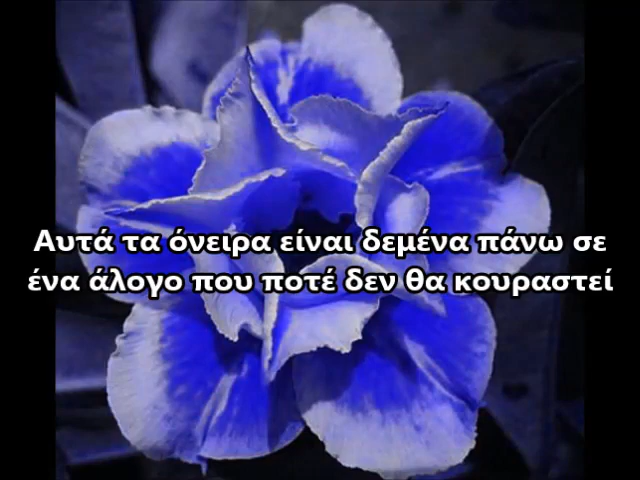 Αυτά τα όνειρα είναι δεμένα πάνω σε
ένα άλογο που ποτέ δεν θα κουραστεί